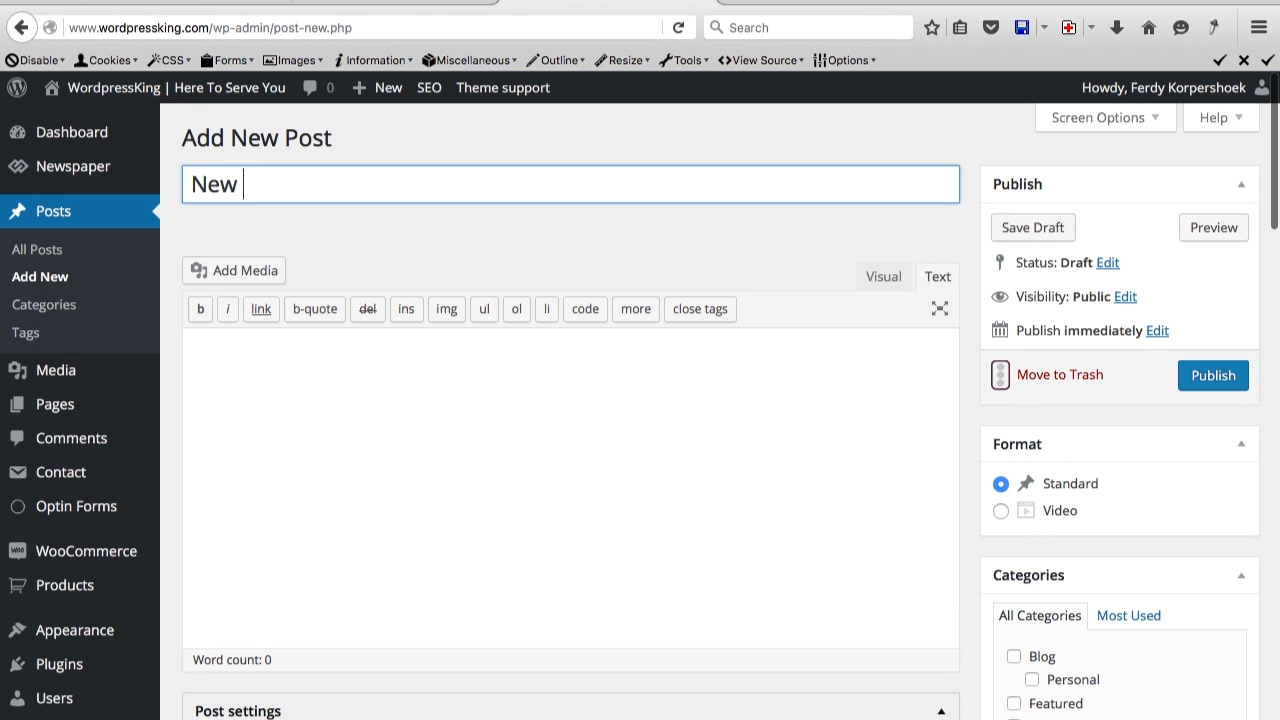 www.wordpressking.com/wp-admin/post-new.php
Search
Disable Cookies CSS Forms Images Information Miscellaneous Outline Resize Tools View Source Options
WordpressKing | Here To Serve You 0 New SEO Theme support
Howdy, Ferdy Korpershoek
Dashboard
Newspaper
Posts
All Posts
Add New
Categories
Tags
Media
Pages
Comments
Contact
Optin Forms
WooCommerce
Products
Appearance
Plugins
Users
Screen Options Help
Add New Post
New
Add Media
Visual Text
b i link b-quote del ins img ul ol li code more close tags
Word count: 0
Post settings
Publish
Save Draft Preview
Status: Draft Edit
Visibility: Public Edit
Publish immediately Edit
Move to Trash Publish
Format
Standard
Video
Categories
All Categories Most Used
Blog
Personal
Featured